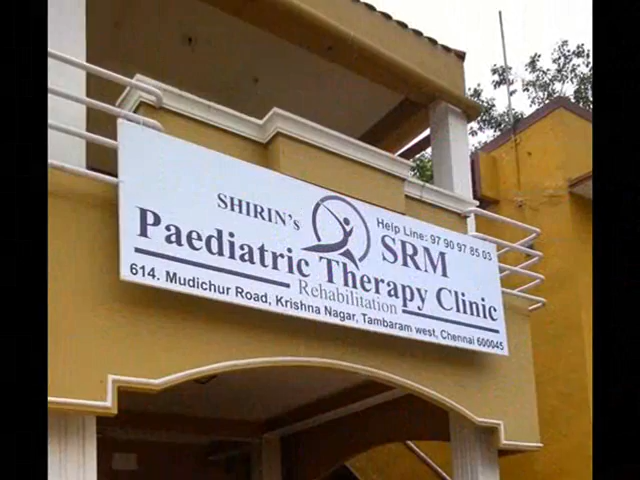 Help Line: 97 90 97 85 03
SHIRIN's SRM
Paediatric Therapy Clinic
Rehabilitation
614. Mudichur Road, Krishna Nagar, Tambaram west, Chennai 600045